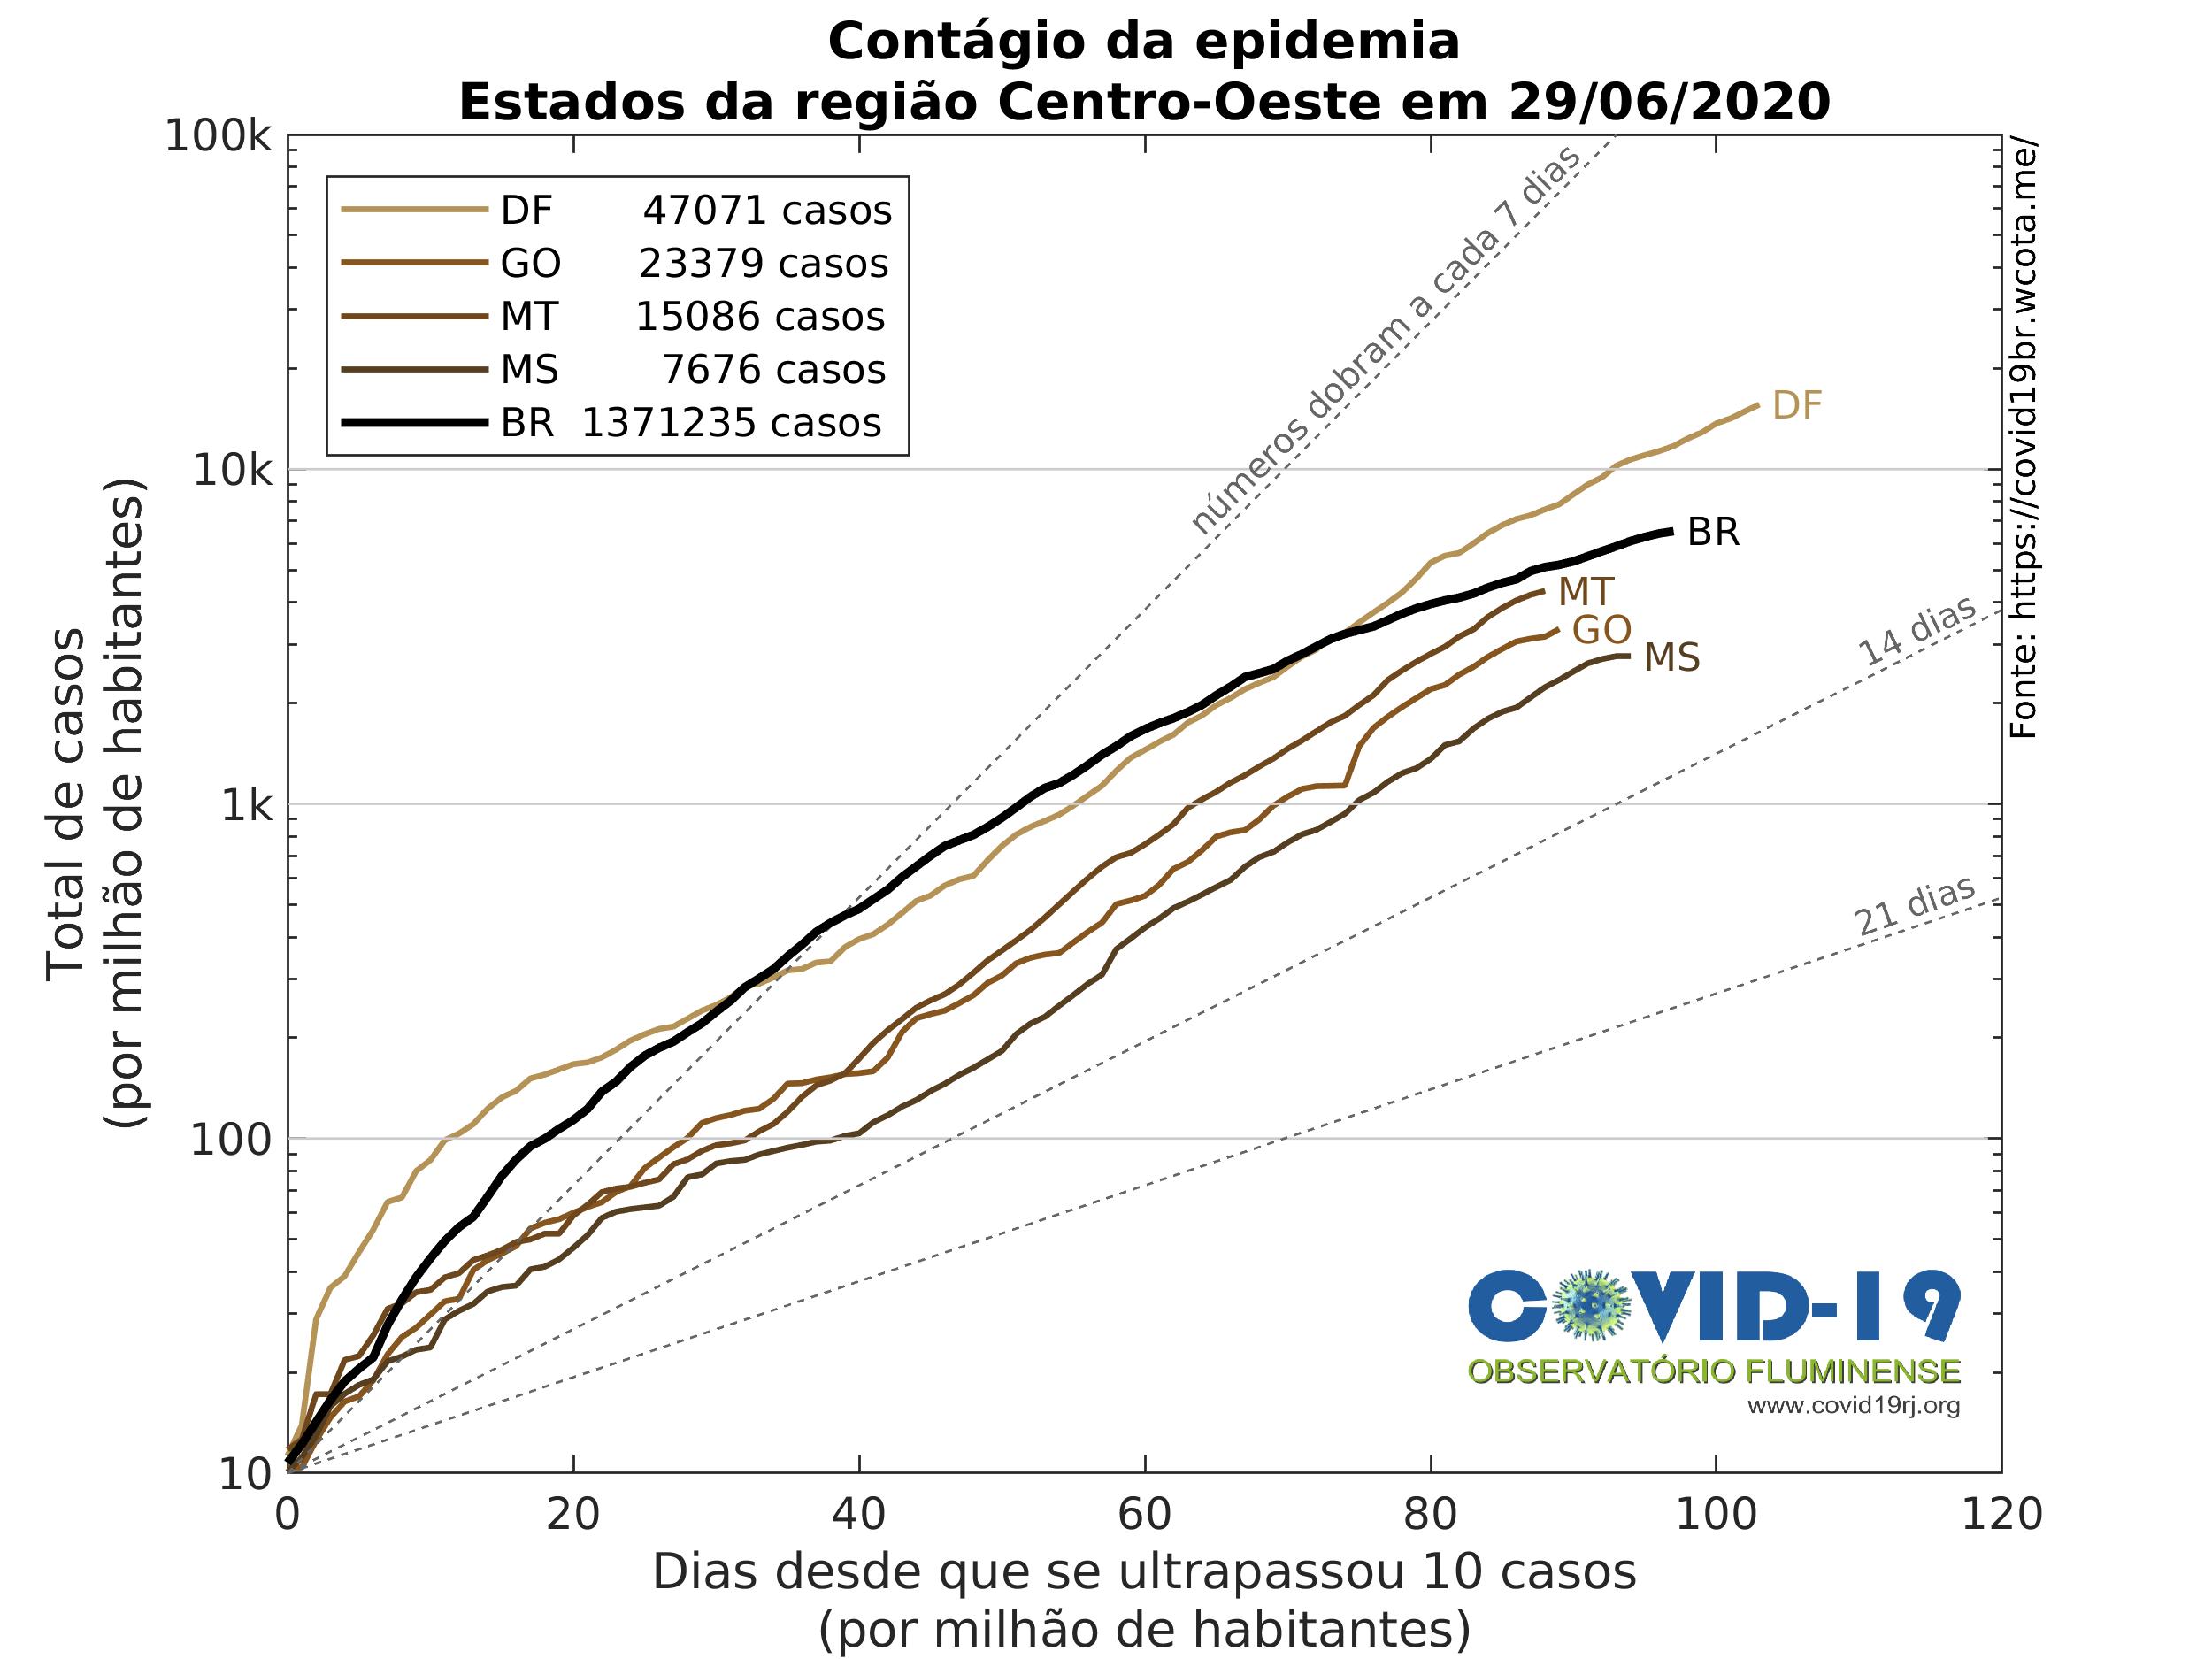 Contágio da epidemia
Estados da região Centro-Oeste em 29/06/2020
100k
10k
1k
100
10
Total de casos
(por milhão de habitantes)
DF 47071 casos
GO 23379 casos
MT 15086 casos
MS 7676 casos
BR 1371235 casos
números dobram a cada 7 dias
14 dias
21 dias
DF
BR
MT
GO
MS
Fonte: https://covid19br.wcota.me/
COVID-19
OBSERVATÓRIO FLUMINENSE
www.covid19rj.org
0 20 40 60 80 100 120
Dias desde que se ultrapassou 10 casos
(por milhão de habitantes)